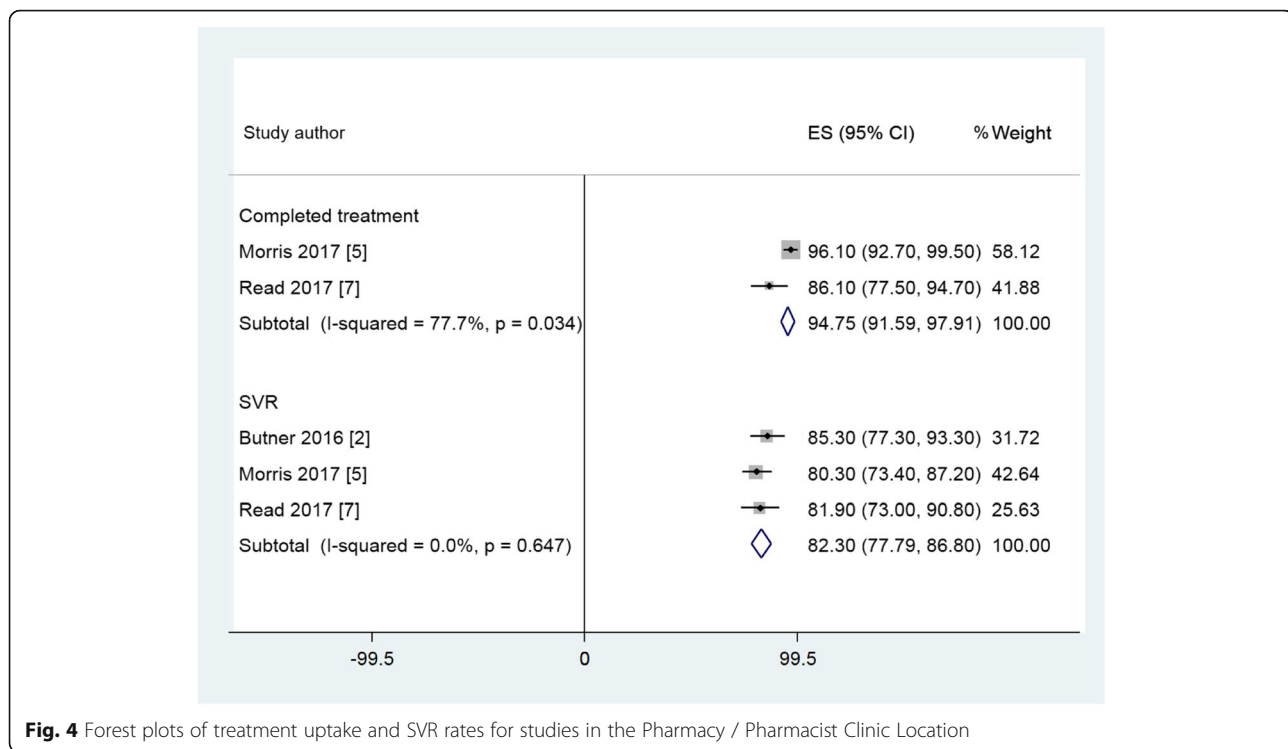 Study author ES (95% CI) % Weight
Completed treatment
Morris 2017 [5] 96.10 (92.70, 99.50) 58.12
Read 2017 [7] 86.10 (77.50, 94.70) 41.88
Subtotal (I-squared = 77.7%, p = 0.034) 94.75 (91.59, 97.91) 100.00
SVR
Butner 2016 [2] 85.30 (77.30, 93.30) 31.72
Morris 2017 [5] 80.30 (73.40, 87.20) 42.64
Read 2017 [7] 81.90 (73.00, 90.80) 25.63
Subtotal (I-squared = 0.0%, p = 0.647) 82.30 (77.79, 86.80) 100.00
-99.5 0 99.5
Fig. 4 Forest plots of treatment uptake and SVR rates for studies in the Pharmacy / Pharmacist Clinic Location